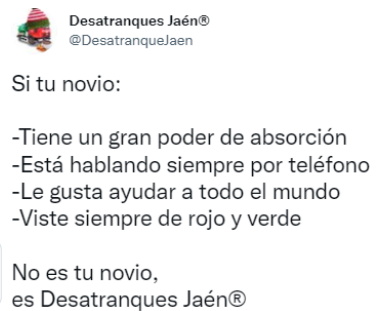 Desatranques Jaén®
@DesatranqueJaen
Si tu novio:
-Tiene un gran poder de absorción
-Está hablando siempre por teléfono
-Le gusta ayudar a todo el mundo
-Viste siempre de rojo y verde
No es tu novio,
es Desatranques Jaén®